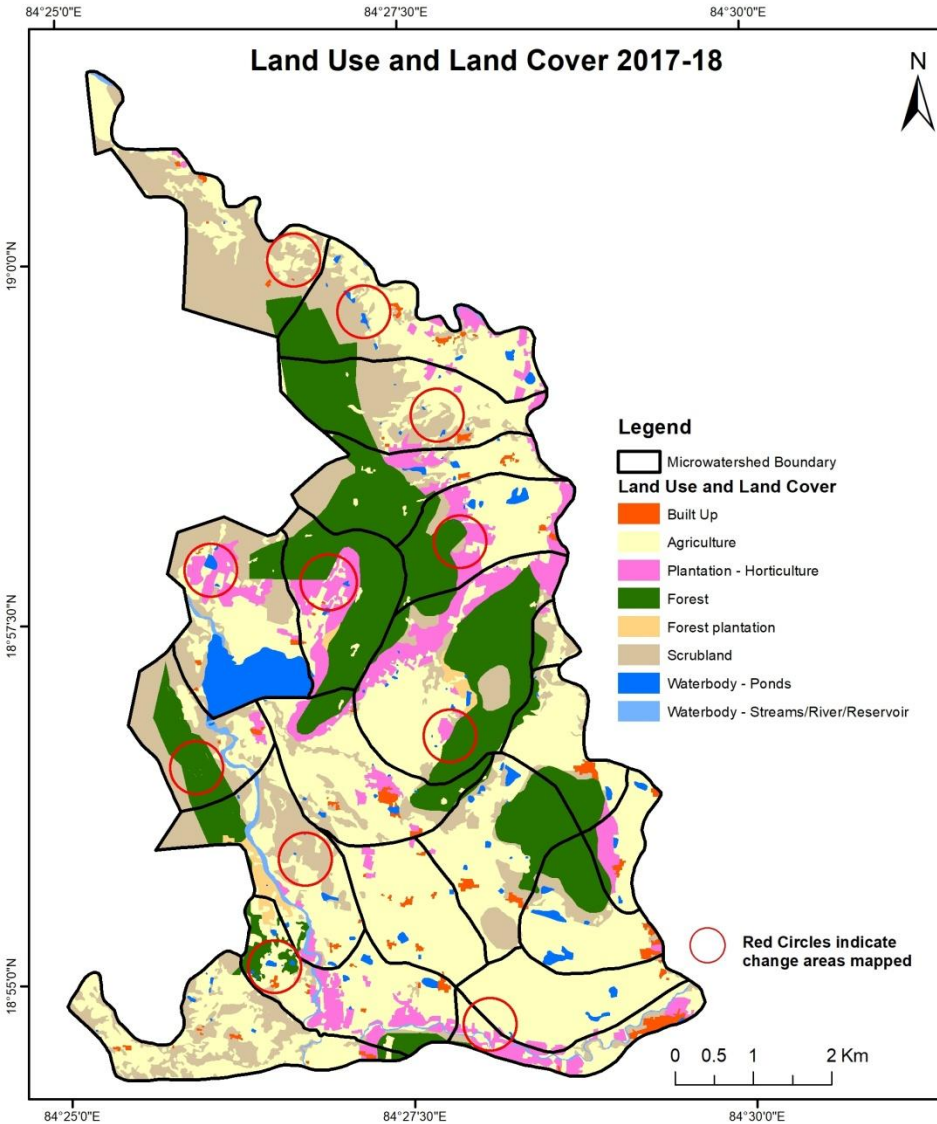 84°25'0"E
84°27'30"E
84°30'0"E
Land Use and Land Cover 2017-18
N
19°0'0"N
18°57'30"N
18°55'0"N
Legend
Microwatershed Boundary
Land Use and Land Cover
Built Up
Agriculture
Plantation - Horticulture
Forest
Forest plantation
Scrubland
Waterbody - Ponds
Waterbody - Streams/River/Reservoir
Red Circles indicate
change areas mapped
0 0.5 1 2 Km
84°25'0"E
84°27'30"E
84°30'0"E